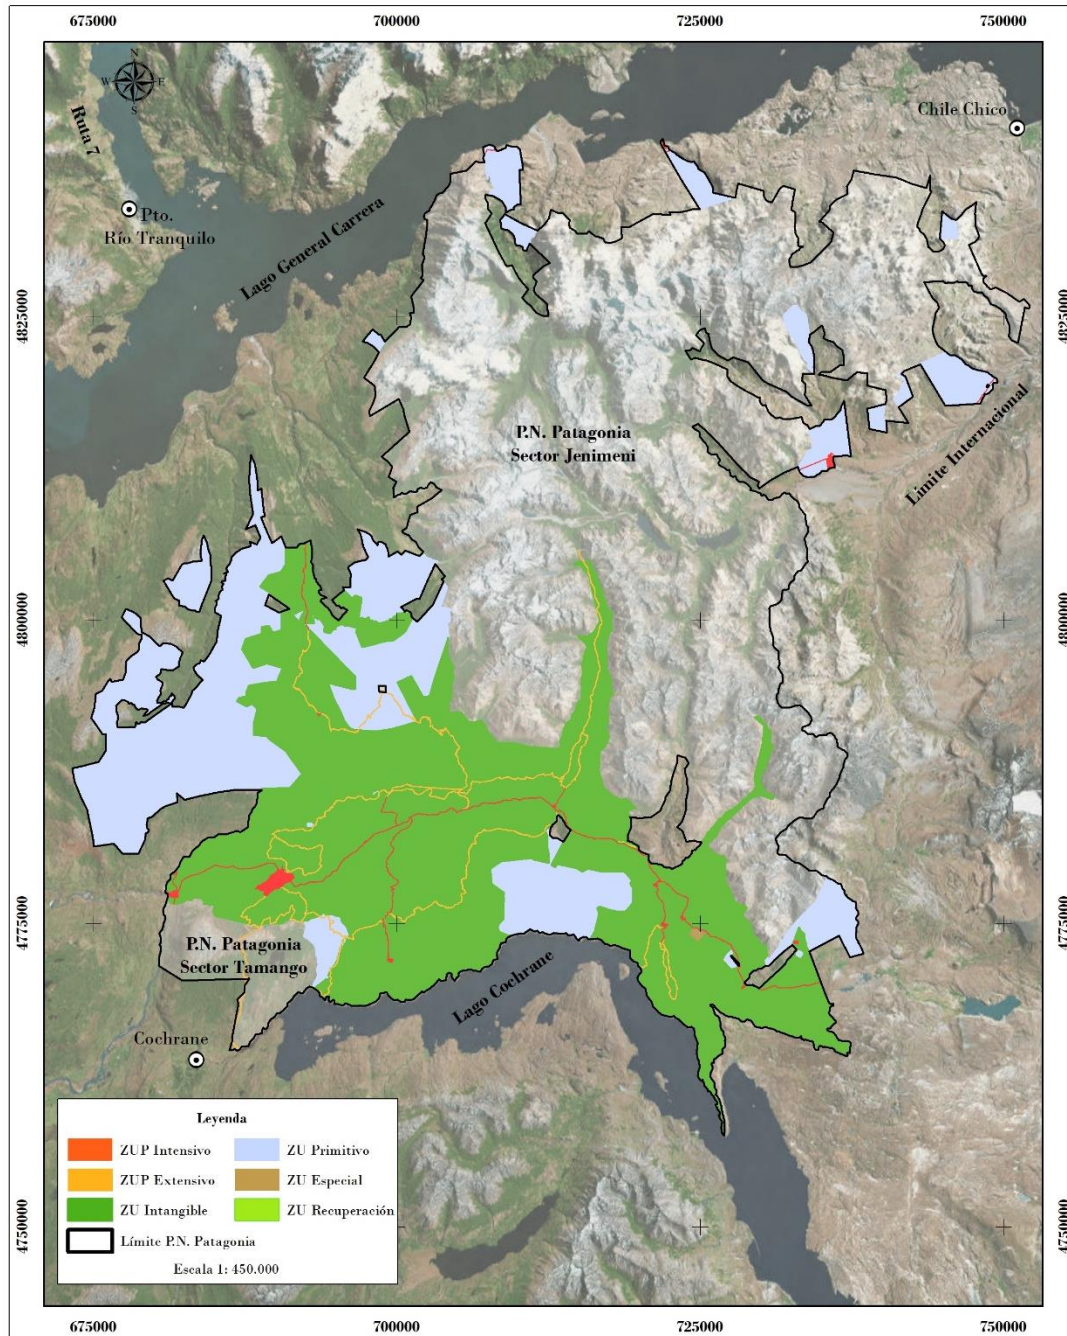 675000
700000
725000
750000
N
W
E
S
Ruta 7
Chile Chico
Pto.
Río Tranquilo
Lago General Carrera
4825000
4825000
Límite Internacional
P.N. Patagonia
Sector Jenimeni
4800000
4800000
4775000
4775000
P.N. Patagonia
Sector Tamango
Lago Cochrane
Cochrane
Leyenda
ZUP Intensivo
ZU Primitivo
ZUP Extensivo
ZU Especial
ZU Intangible
ZU Recuperación
Límite P.N. Patagonia
Escala 1: 450.000
4750000
4750000
675000
700000
725000
750000